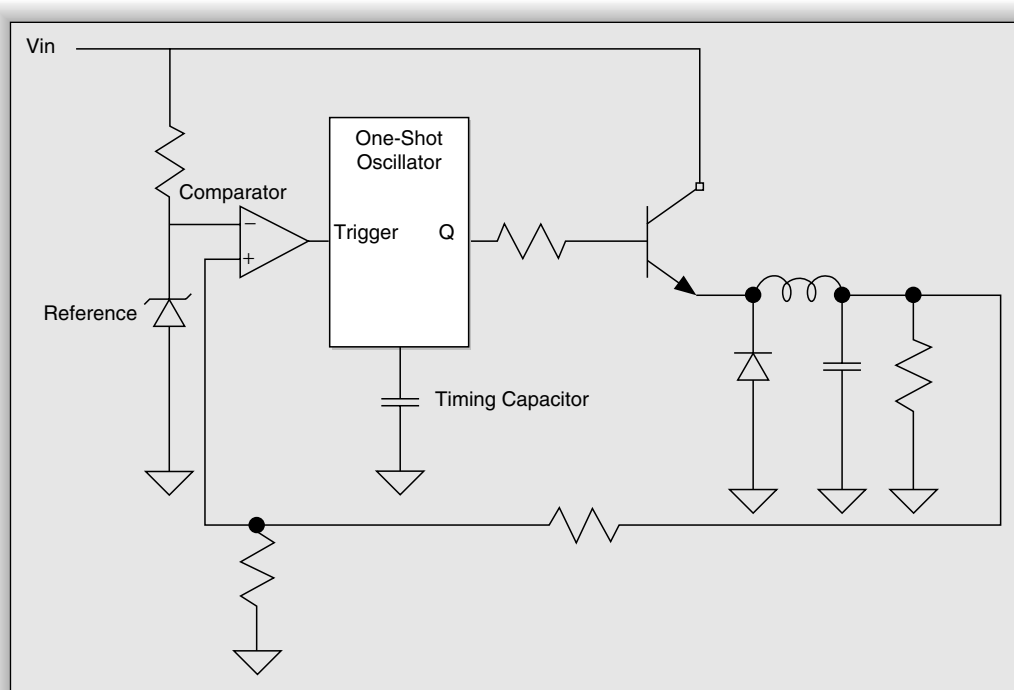 Vin
One-Shot
Oscillator
Comparator
−
Trigger
Q
+
Reference
Timing Capacitor